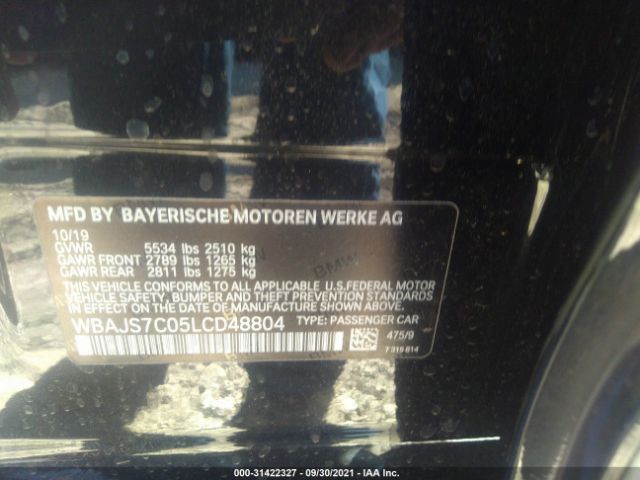 MFD BY BAYERISCHE MOTOREN WERKE AG
10/19
GVWR 5534 lbs 2510 kg
GAWR FRONT 2789 lbs 1265 kg
GAWR REAR 2811 lbs 1275 kg
THIS VEHICLE CONFORMS TO ALL APPLICABLE U.S.FEDERAL MOTOR
VEHICLE SAFETY, BUMPER, AND THEFT PREVENTION STANDARDS
IN EFFECT ON THE DATE OF MANUFACTURE SHOWN ABOVE.
WBAJS7C05LCD48804 TYPE: PASSENGER CAR
475/9
7 315 614
BMW
000-31422327 - 09/30/2021 - IAA Inc.